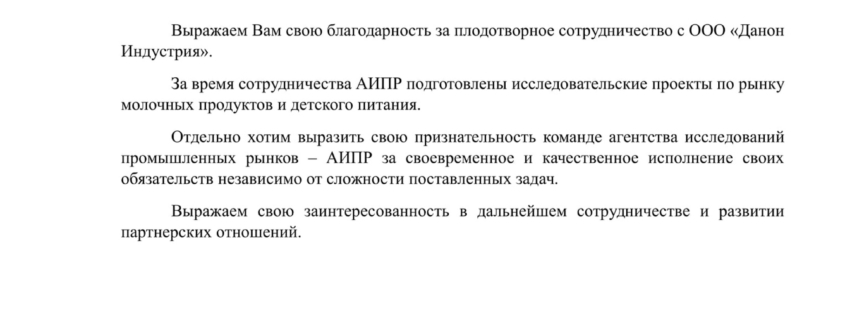 Выражаем Вам свою благодарность за плодотворное сотрудничество с ООО «Данон
Индустрия».
За время сотрудничества АИПР подготовлены исследовательские проекты по рынку
молочных продуктов и детского питания.
Отдельно хотим выразить свою признательность команде агентства исследований
промышленных рынков – АИПР за своевременное и качественное исполнение своих
обязательств независимо от сложности поставленных задач.
Выражаем свою заинтересованность в дальнейшем сотрудничестве и развитии
партнерских отношений.